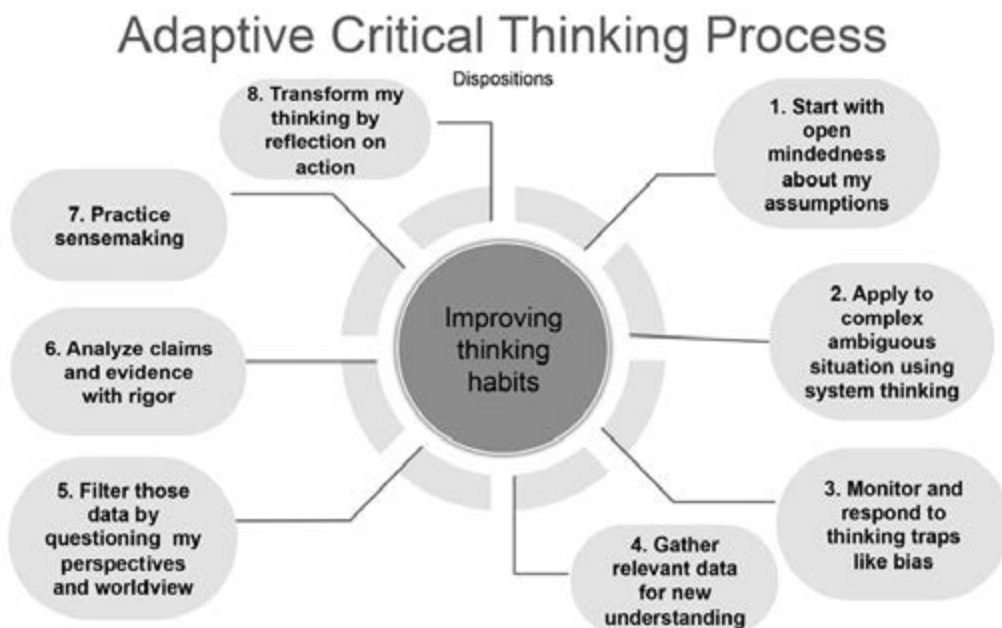 Adaptive Critical Thinking Process
Dispositions
1. Start with
open
mindedness
about my
assumptions
2. Apply to
complex
ambiguous
situation using
system thinking
3. Monitor and
respond to
thinking traps
like bias
4. Gather
relevant data
for new
understanding
5. Filter those
data by
questioning my
perspectives
and worldview
6. Analyze claims
and evidence
with rigor
7. Practice
sensemaking
8. Transform my
thinking by
reflection on
action
Improving
thinking
habits